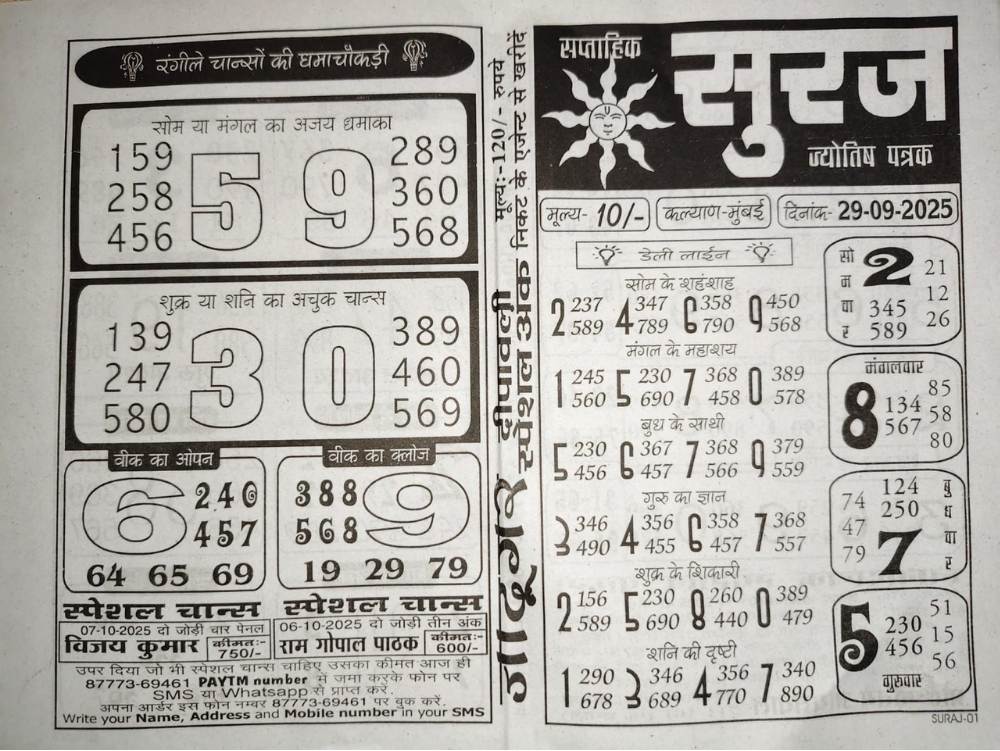 रंगीले चान्सों की धमाचौकड़ी
सोम या मंगल का अजय धमाका
159 5 9 289
258 360
456 568
शुक्र या शनि का अचुक चान्स
139 3 0 389
247 460
580 569
वीक का ओपन
6 240
457
64 65 69
वीक का क्लोज
388 9
568
19 29 79
स्पेशल चान्स
07-10-2025 दो जोड़ी चार पेनल
विजय कुमार कीमत:- 750/-
स्पेशल चान्स
06-10-2025 दो जोड़ी तीन अंक
राम गोपाल पाठक कीमत:- 600/-
उपर दिया जो भी स्पेशल चान्स चाहिए उसका कीमत आज ही
87773-69461 PAYTM number में जमा करके फोन पर
SMS या Whatsapp से प्राप्त करें.
अपना आर्डर इस फोन नम्बर 87773-69461 पर बुक करें.
Write your Name, Address and Mobile number in your SMS
जादूगर दीपावली स्पेशल अंक
मूल्य:-120/- रुपये
निकट के एजेन्ट से खरीदें
साप्ताहिक
सुरज
ज्योतिष पत्रक
मूल्य- 10/- कल्याण-मुंबई दिनांक- 29-09-2025
डेली लाईन
सोम के शहंशाह
2 237 4 347 6 358 9 450
589 789 790 568
मंगल के महाशय
1 245 5 230 7 368 0 389
560 690 458 578
बुध के साथी
5 230 6 367 7 368 9 379
456 457 566 559
गुरु का ज्ञान
3 346 4 356 6 358 7 368
490 455 457 557
शुक्र के शिकारी
2 156 5 230 8 260 0 389
589 690 440 479
शनि की दृष्टी
1 290 3 346 4 356 7 340
678 689 770 890
सोमवार
2 21
345 12
589 26
मंगलवार
8 134 85
567 58
80
बुधवार
74 124
47 250
79 7
5 51
230 15
456 56
गुरुवार
SURAJ-01